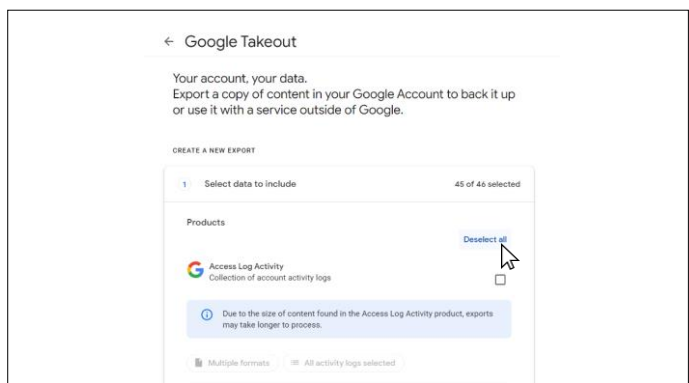 Google Takeout
Your account, your data.
Export a copy of content in your Google Account to back it up
or use it with a service outside of Google.
CREATE A NEW EXPORT
1 Select data to include 45 of 46 selected
Products
Deselect all
Access Log Activity
Collection of account activity logs
Due to the size of content found in the Access Log Activity product, exports
may take longer to process.
Multiple formats All activity logs selected